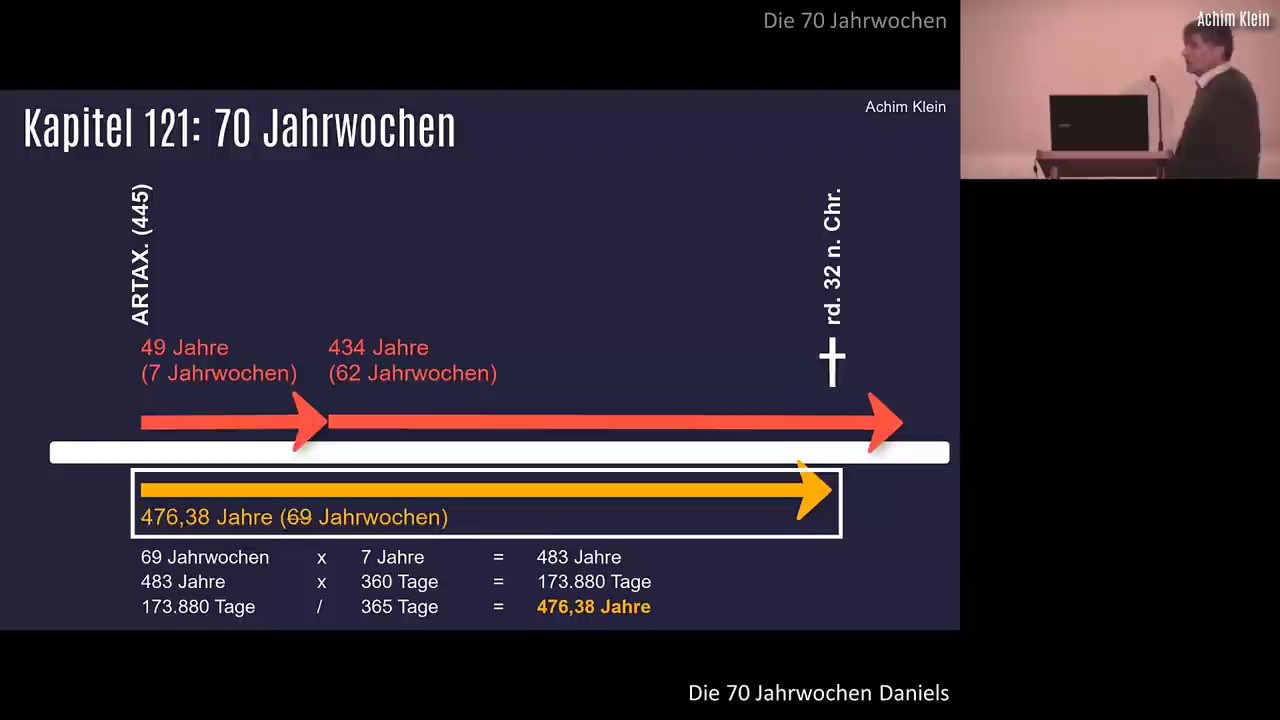 Die 70 Jahrwochen
Achim Klein
Achim Klein
Kapitel 121: 70 Jahrwochen
ARTAX. (445)
rd. 32 n. Chr.
49 Jahre
(7 Jahrwochen)
434 Jahre
(62 Jahrwochen)
476,38 Jahre (69 Jahrwochen)
69 Jahrwochen x 7 Jahre = 483 Jahre
483 Jahre x 360 Tage = 173.880 Tage
173.880 Tage / 365 Tage = 476,38 Jahre
Die 70 Jahrwochen Daniels